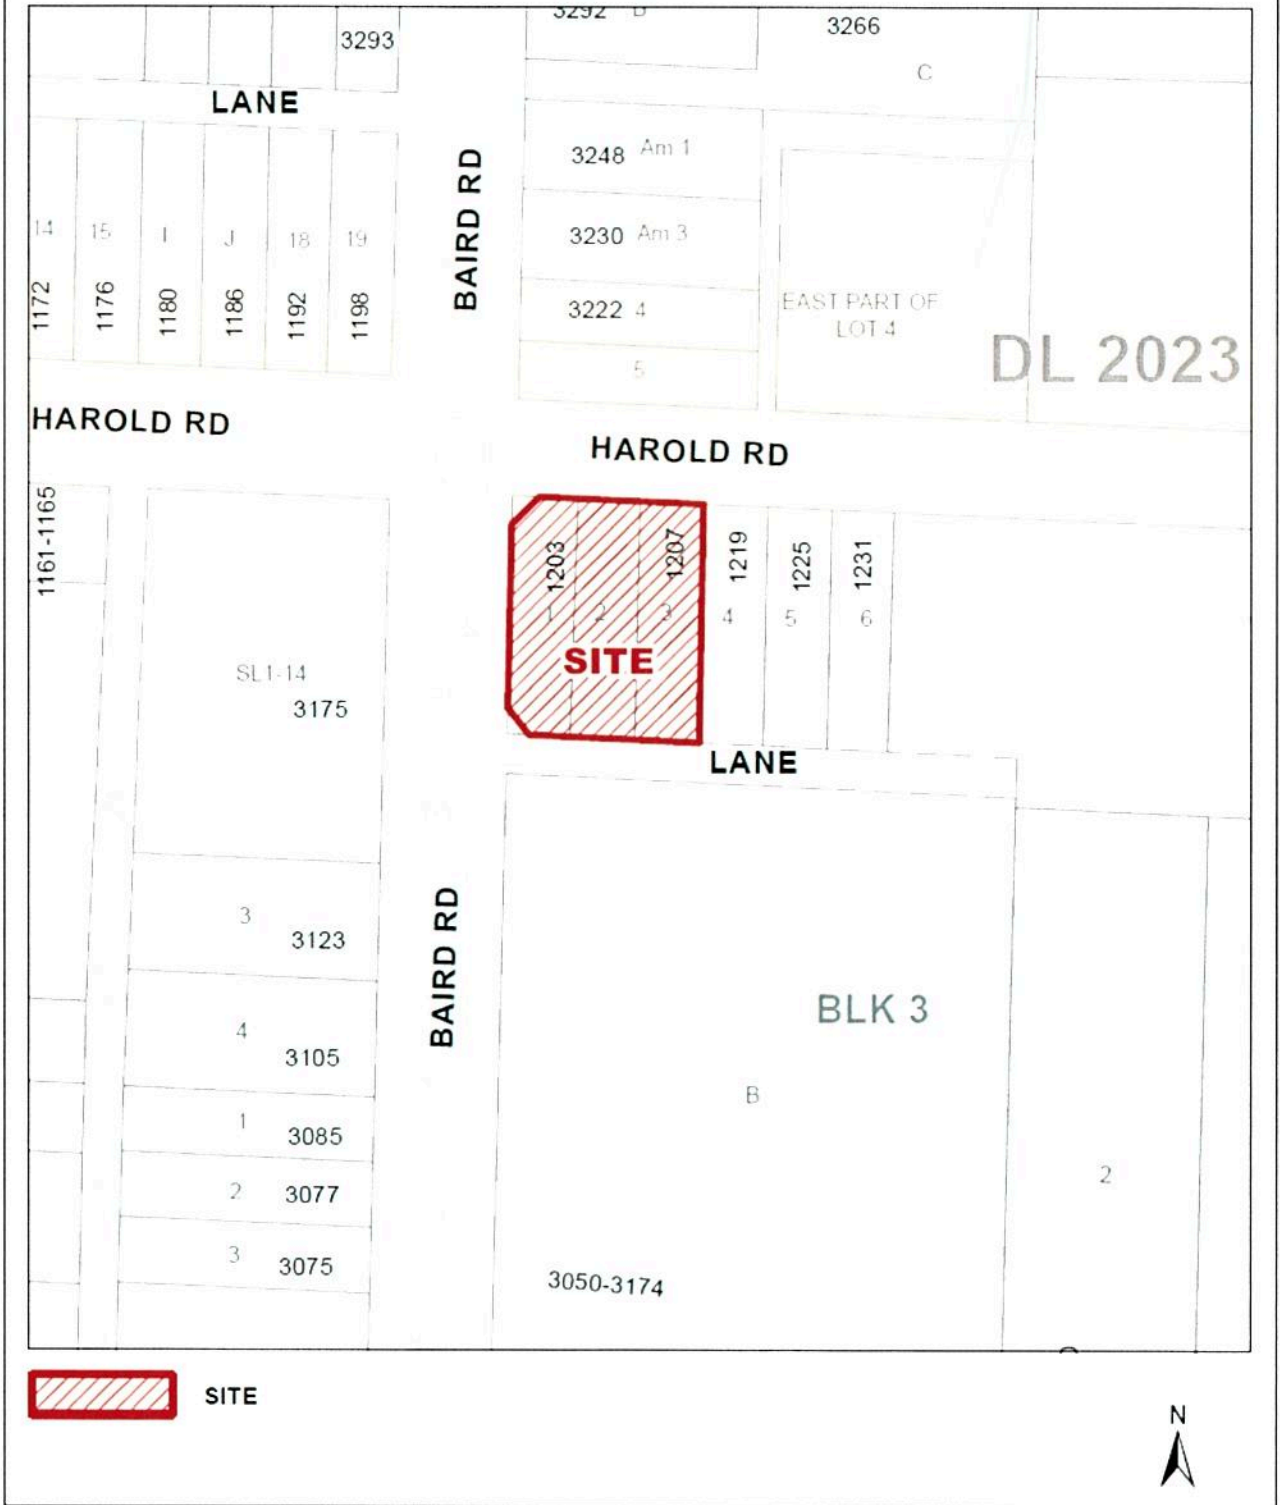 3292 D
3266
3293
C
LANE
3248 Am 1
BAIRD RD
3230 Am 3
14 15 I J 18 19
1172 1176 1180 1186 1192 1198
3222 4
EAST PART OF
LOT 4
DL 2023
5
HAROLD RD
HAROLD RD
1161-1165
1203 1207 1219 1225 1231
1 2 3 4 5 6
SITE
SL1-14
3175
LANE
3
3123
BAIRD RD
BLK 3
4
3105
B
1
3085
2
2
3077
3
3075
3050-3174
SITE
N